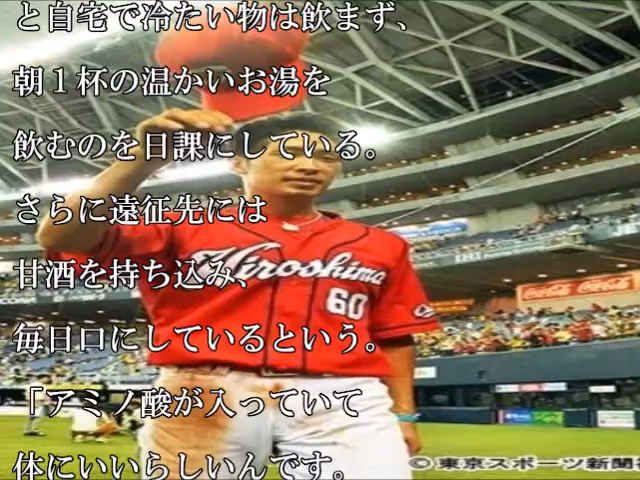 と自宅で冷たい物は飲まず、
朝１杯の温かいお湯を
飲むのを日課にしている。
さらに遠征先には
甘酒を持ち込み、
毎日口にしているという。
「アミノ酸が入っていて
体にいいらしいんです。
Hiroshima
60
Coca-Cola
©東京スポーツ新聞